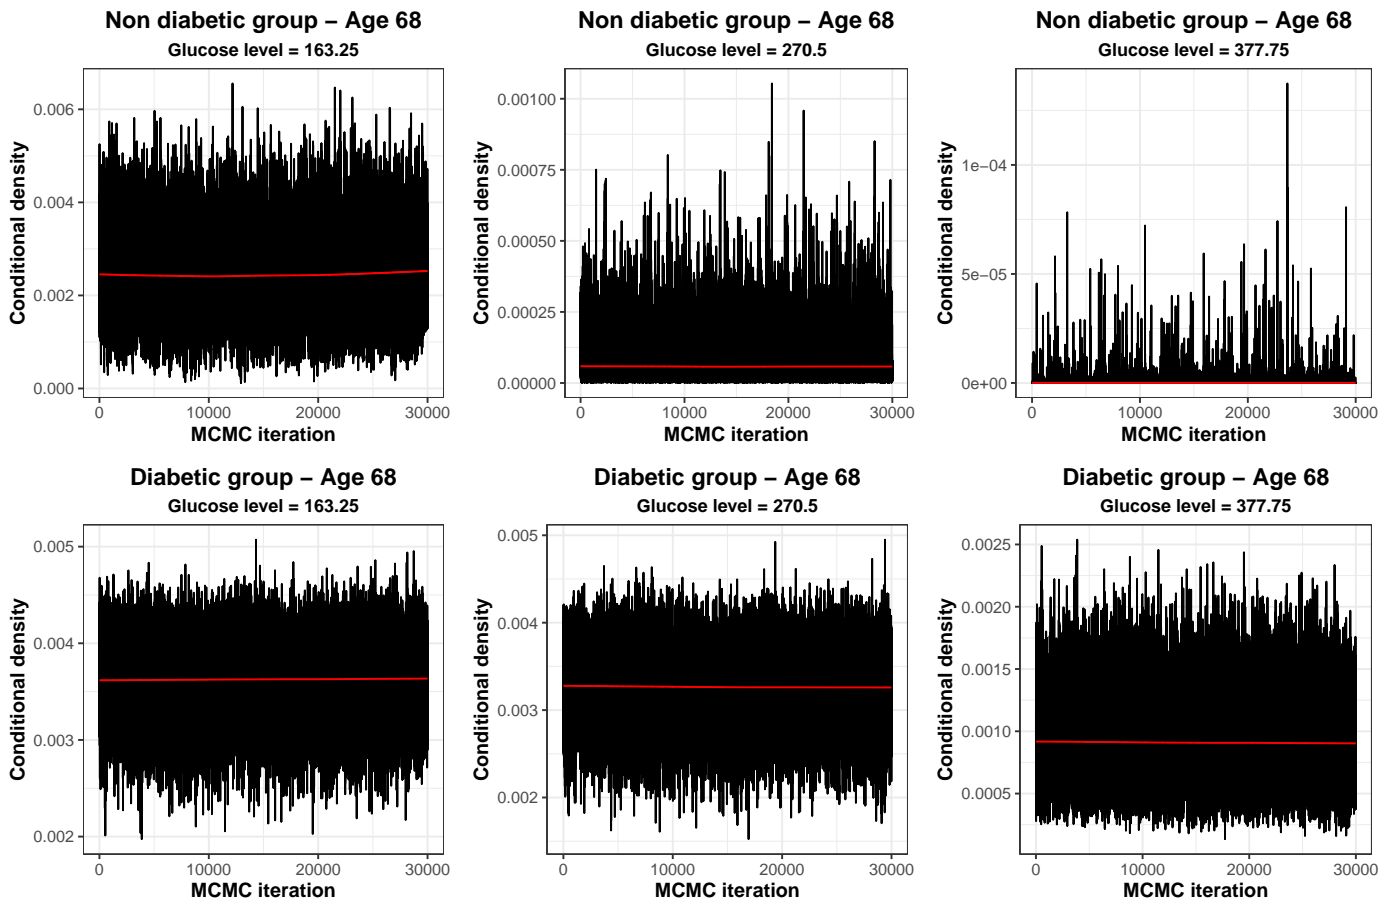 Non diabetic group − Age 68
Glucose level = 163.25
Conditional density
0.006
0.004
0.002
0.000
0
10000
20000
30000
MCMC iteration
Non diabetic group − Age 68
Glucose level = 270.5
Conditional density
0.00100
0.00075
0.00050
0.00025
0.00000
0
10000
20000
30000
MCMC iteration
Non diabetic group − Age 68
Glucose level = 377.75
Conditional density
1e−04
5e−05
0e+00
0
10000
20000
30000
MCMC iteration
Diabetic group − Age 68
Glucose level = 163.25
Conditional density
0.005
0.004
0.003
0.002
0
10000
20000
30000
MCMC iteration
Diabetic group − Age 68
Glucose level = 270.5
Conditional density
0.005
0.004
0.003
0.002
0
10000
20000
30000
MCMC iteration
Diabetic group − Age 68
Glucose level = 377.75
Conditional density
0.0025
0.0020
0.0015
0.0010
0.0005
0
10000
20000
30000
MCMC iteration